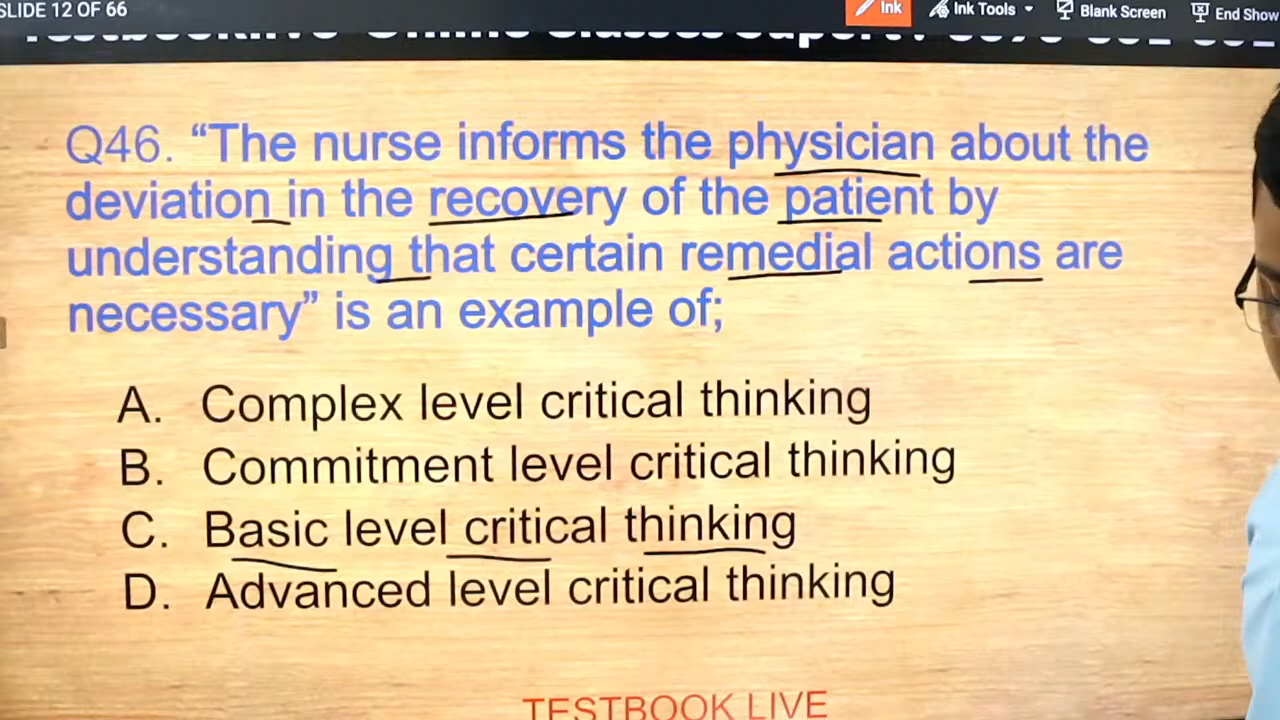 SLIDE 12 OF 66
Ink
Ink Tools
Blank Screen
End Show
Q46. “The nurse informs the physician about the
deviation in the recovery of the patient by
understanding that certain remedial actions are
necessary” is an example of;
A. Complex level critical thinking
B. Commitment level critical thinking
C. Basic level critical thinking
D. Advanced level critical thinking
TESTBOOK LIVE